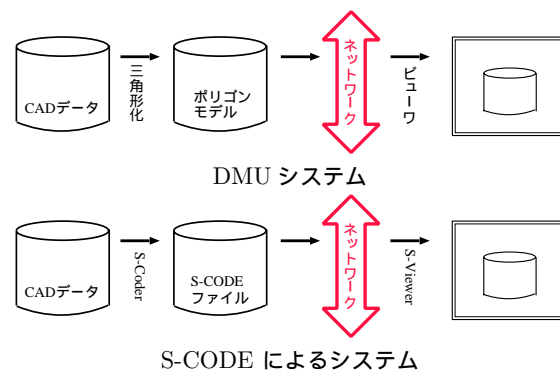 CADデータ
三角形化
ポリゴン
モデル
ネットワーク
ビューワ
DMU システム
CADデータ
S-Coder
S-CODE
ファイル
ネットワーク
S-Viewer
S-CODE によるシステム